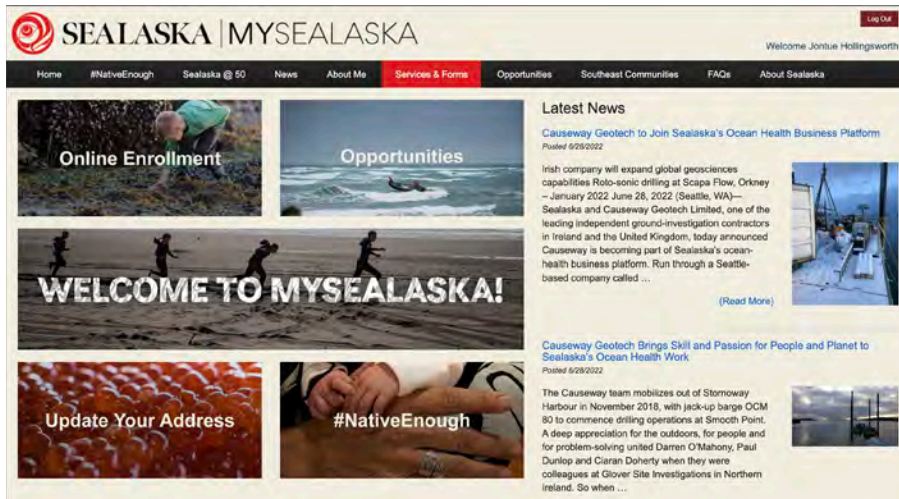 SEALASKA | MYSEALASKA
Log Out
Welcome Jontue Hollingsworth
Home #NativeEnough Sealaska @ 50 News About Me Services & Forms Opportunities Southeast Communities FAQs About Sealaska
Online Enrollment
Opportunities
WELCOME TO MYSEALASKA!
Update Your Address
#NativeEnough
Latest News
Causeway Geotech to Join Sealaska's Ocean Health Business Platform
Posted 6/28/2022
Irish company will expand global geosciences
capabilities Roto-sonic drilling at Scapa Flow, Orkney
– January 2022 June 28, 2022 (Seattle, WA)—
Sealaska and Causeway Geotech Limited, one of the
leading independent ground-investigation contractors
in Ireland and the United Kingdom, today announced
Causeway is becoming part of Sealaska's ocean-
health business platform. Run through a Seattle-
based company called …
(Read More)
Causeway Geotech Brings Skill and Passion for People and Planet to
Sealaska's Ocean Health Work
Posted 6/28/2022
The Causeway team mobilizes out of Stornoway
Harbour in November 2018, with jack-up barge OCM
80 to commence drilling operations at Smooth Point.
A deep appreciation for the outdoors, for people and
for problem-solving united Darren O'Mahony, Paul
Dunlop and Ciaran Doherty when they were
colleagues at Glover Site Investigations in Northern
Ireland. So when …